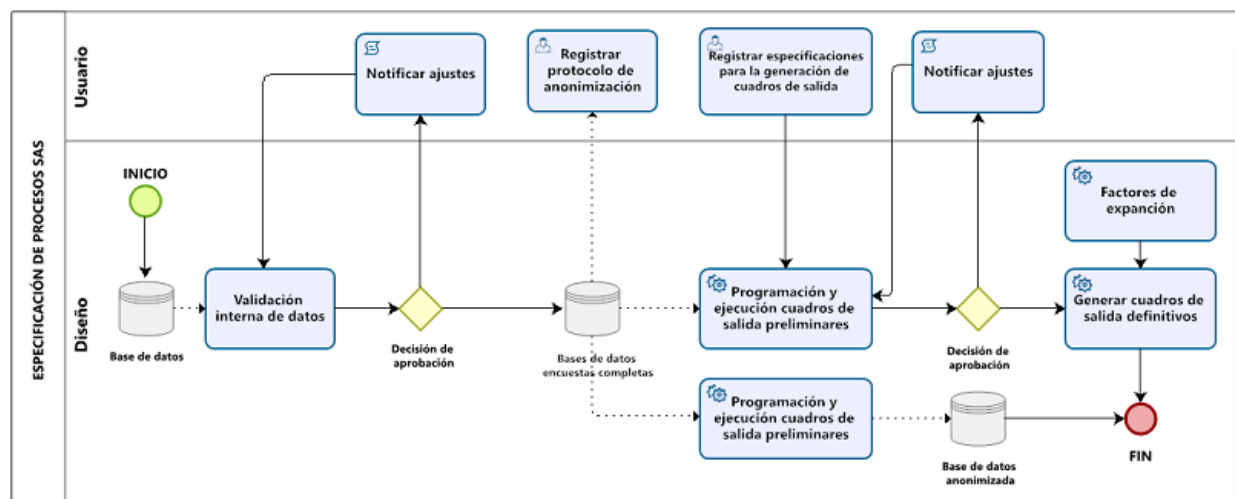 ESPECIFICACIÓN DE PROCESOS SAS
Usuario
Notificar ajustes
Registrar
protocolo de
anonimización
Registrar especificaciones
para la generación de
cuadros de salida
Notificar ajustes
Diseño
INICIO
Base de datos
Validación
interna de datos
Decisión de
aprobación
Bases de datos
encuestas completas
Programación y
ejecución cuadros de
salida preliminares
Decisión de
aprobación
Factores de
expanción
Generar cuadros de
salida definitivos
Programación y
ejecución cuadros de
salida preliminares
Base de datos
anonimizada
FIN